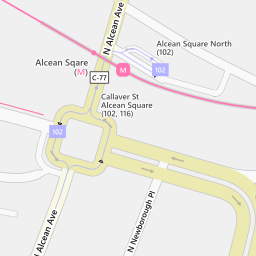 N Alcean Ave
Alcean Square North
(102)
Alcean Sqare
(M)
M
102
C-77
Callaver St
Alcean Square
(102, 116)
102
N Alcean Ave
N Newborough Pl